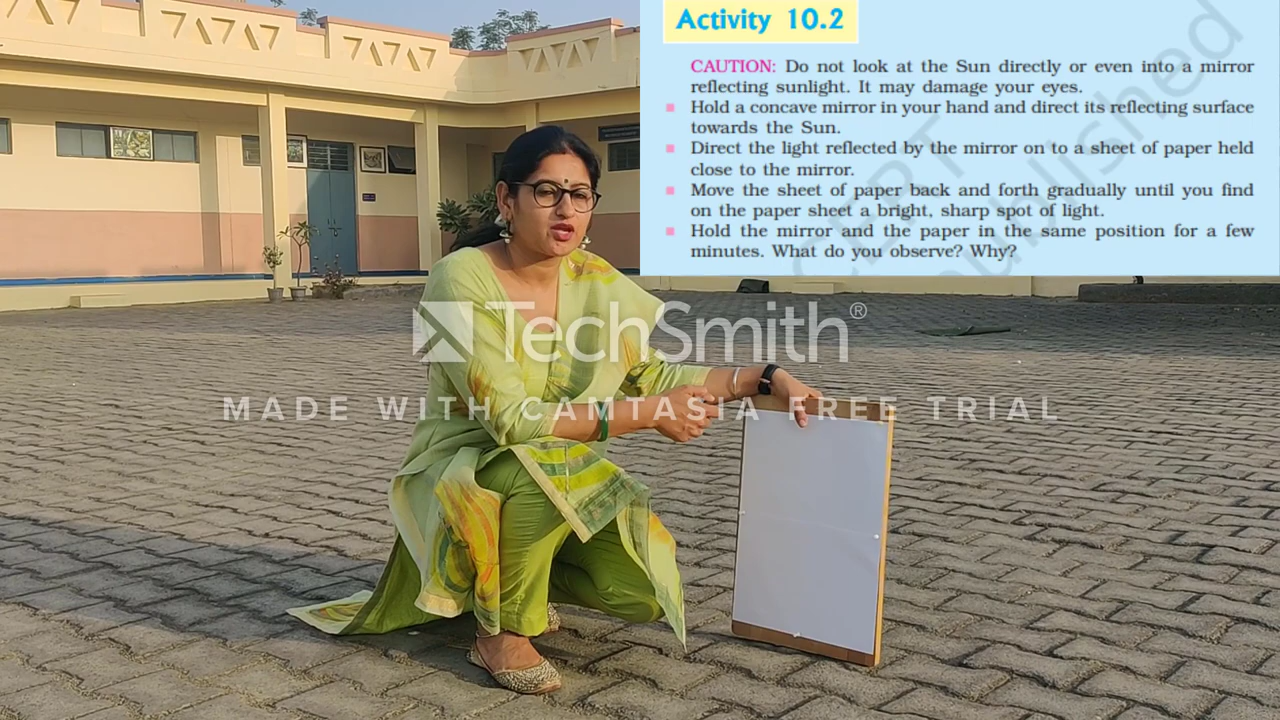 Activity 10.2
CAUTION: Do not look at the Sun directly or even into a mirror
reflecting sunlight. It may damage your eyes.
Hold a concave mirror in your hand and direct its reflecting surface
towards the Sun.
Direct the light reflected by the mirror on to a sheet of paper held
close to the mirror.
Move the sheet of paper back and forth gradually until you find
on the paper sheet a bright, sharp spot of light.
Hold the mirror and the paper in the same position for a few
minutes. What do you observe? Why?
TechSmith®
MADE WITH CAMTASIA FREE TRIAL